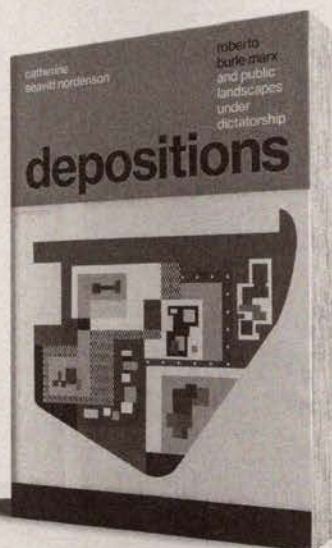 catherine
seavitt nordenson
roberto
burle marx
and public
landscapes
under
dictatorship
depositions